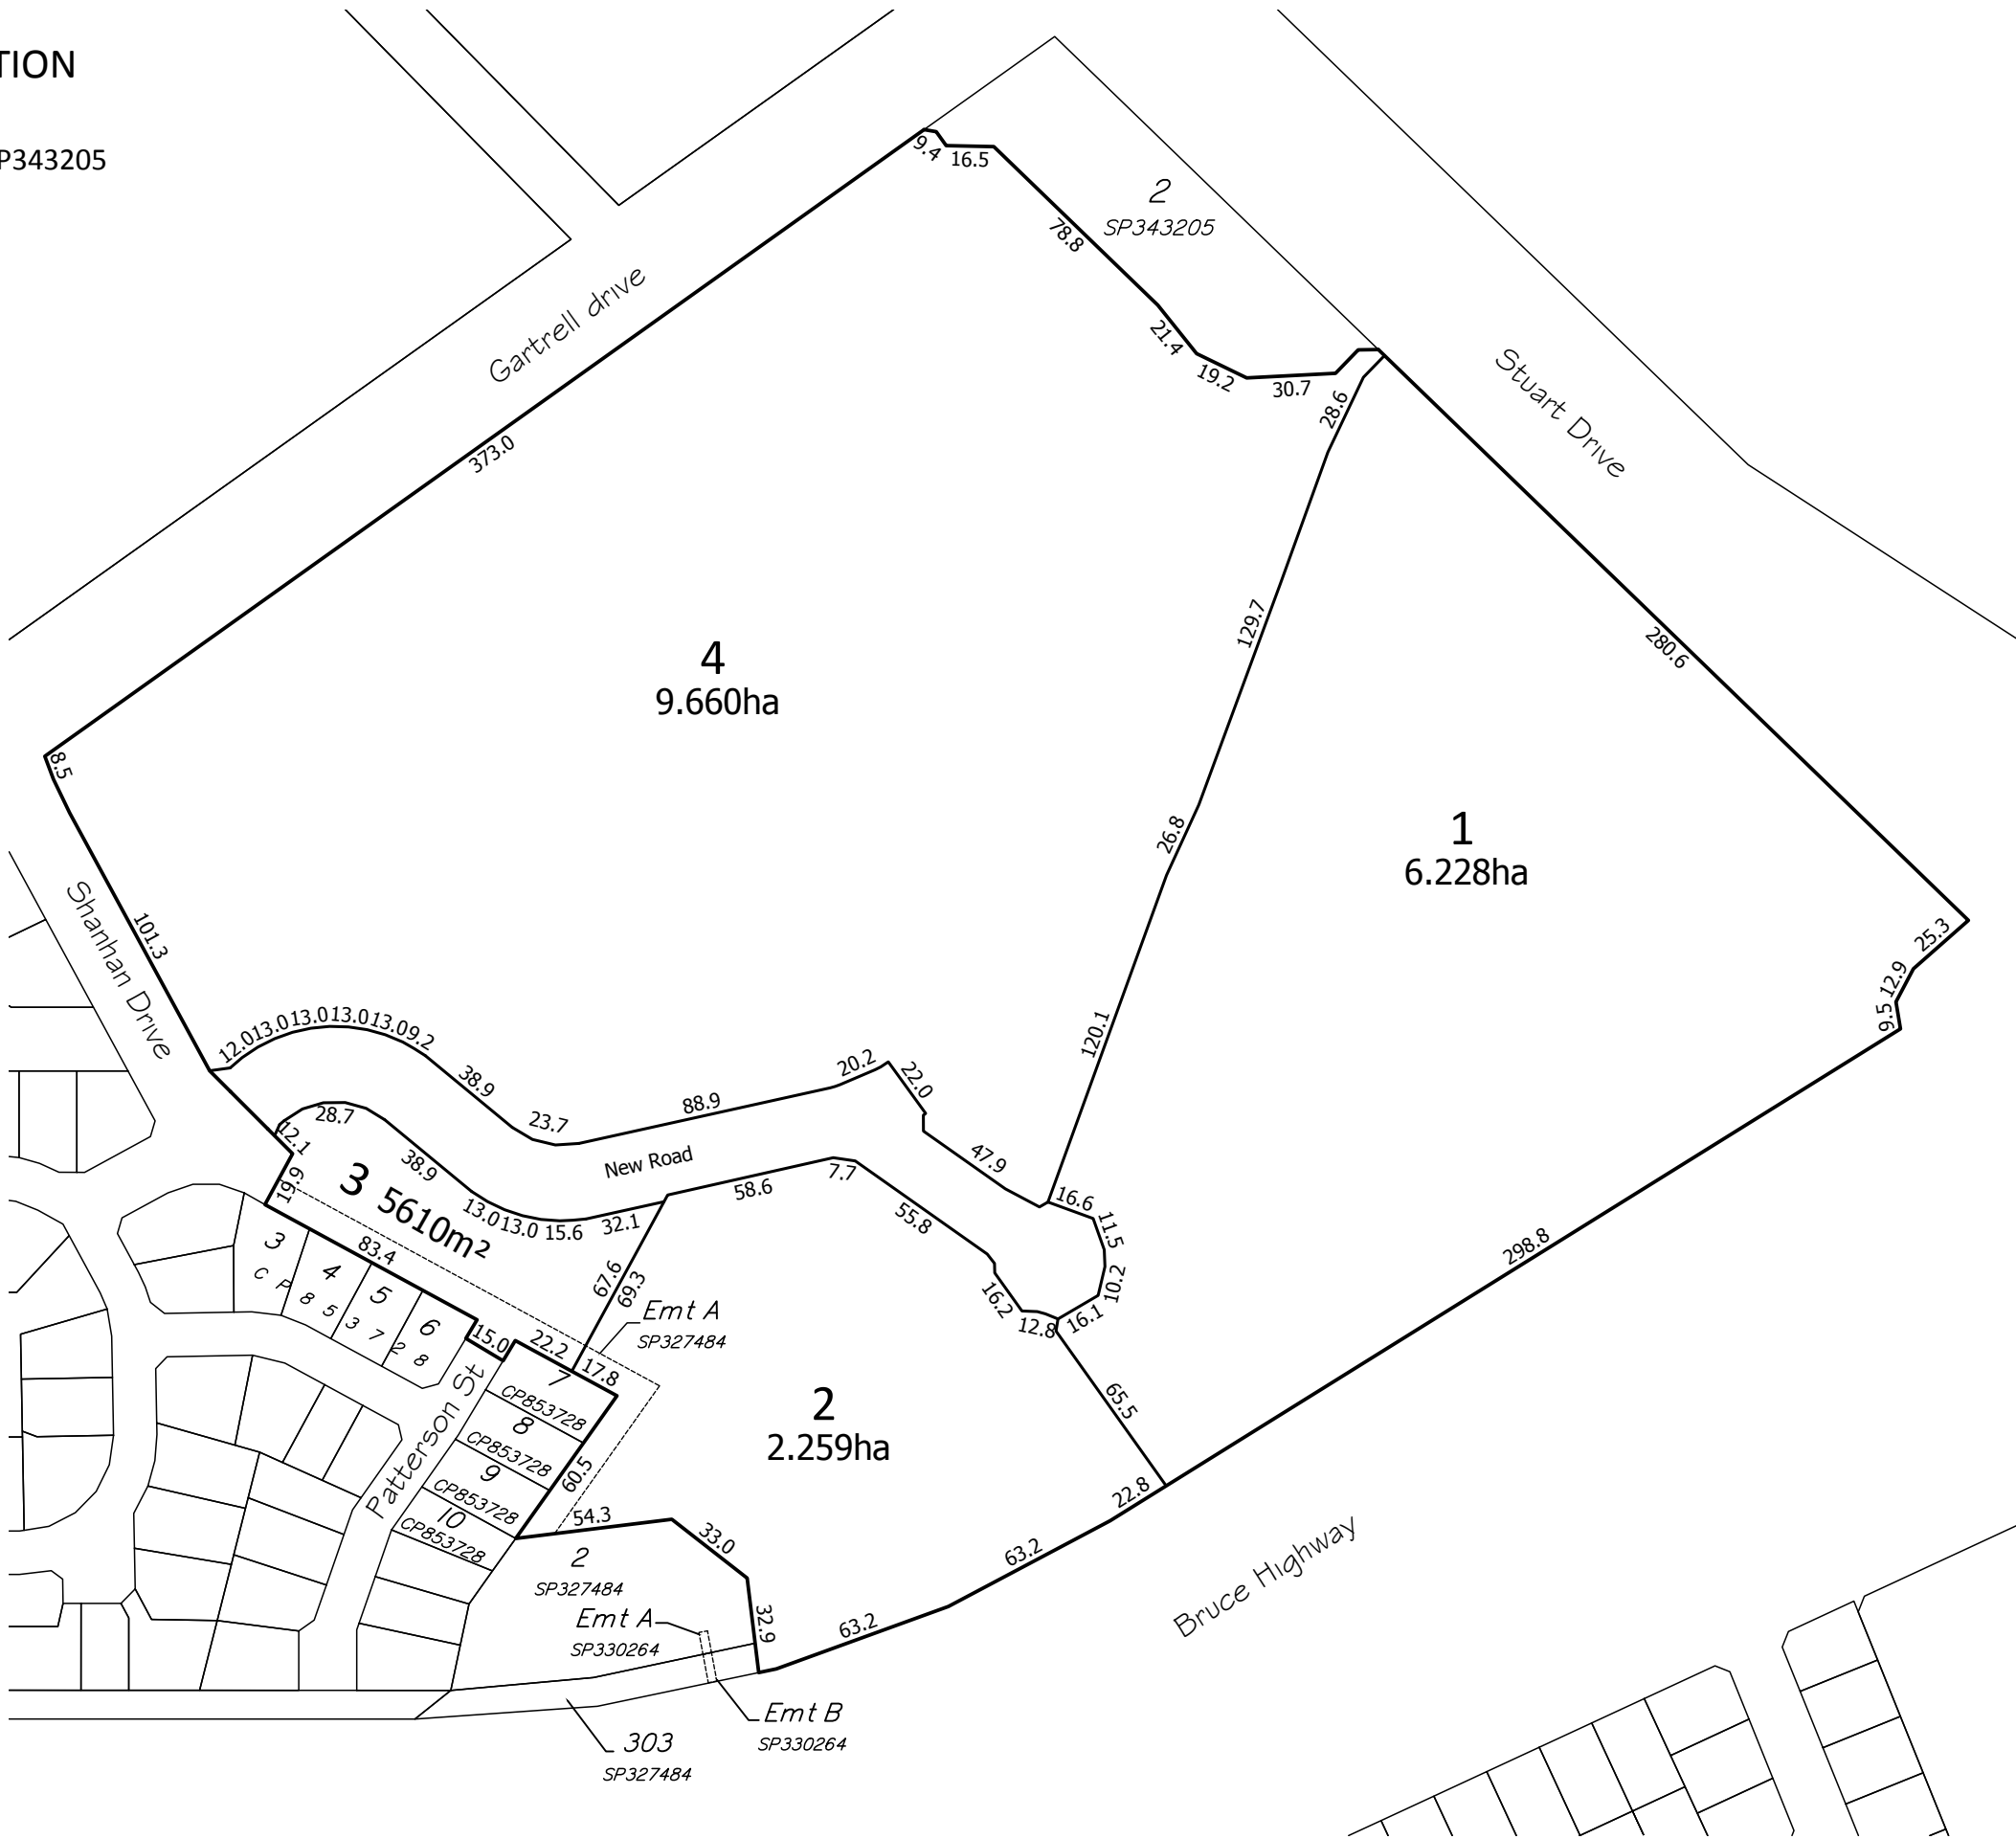 TION
P343205
9.4
16.5
2
SP343205
78.8
Gartrell drive
21.4
19.2
30.7
28.6
Stuart Drive
373.0
129.7
280.6
4
9.660ha
8.5
1
6.228ha
26.8
Shanhan Drive
101.3
25.3
12.9
9.5
120.1
12.0
13.0
13.0
13.0
13.0
9.2
38.9
20.2
22.0
88.9
23.7
28.7
12.1
38.9
New Road
47.9
19.9
3 5610m²
7.7
58.6
16.6
11.5
13.0
13.0
15.6
32.1
55.8
83.4
3
4
5
6
CP853728
67.6
69.3
10.2
16.2
16.1
12.8
298.8
Emt A
SP327484
15.0
22.2
17.8
7
CP853728
8
CP853728
9
CP853728
10
CP853728
Patterson St
60.5
65.5
2
2.259ha
22.8
54.3
33.0
63.2
2
SP327484
Emt A
SP330264
32.9
63.2
Bruce Highway
Emt B
SP330264
303
SP327484